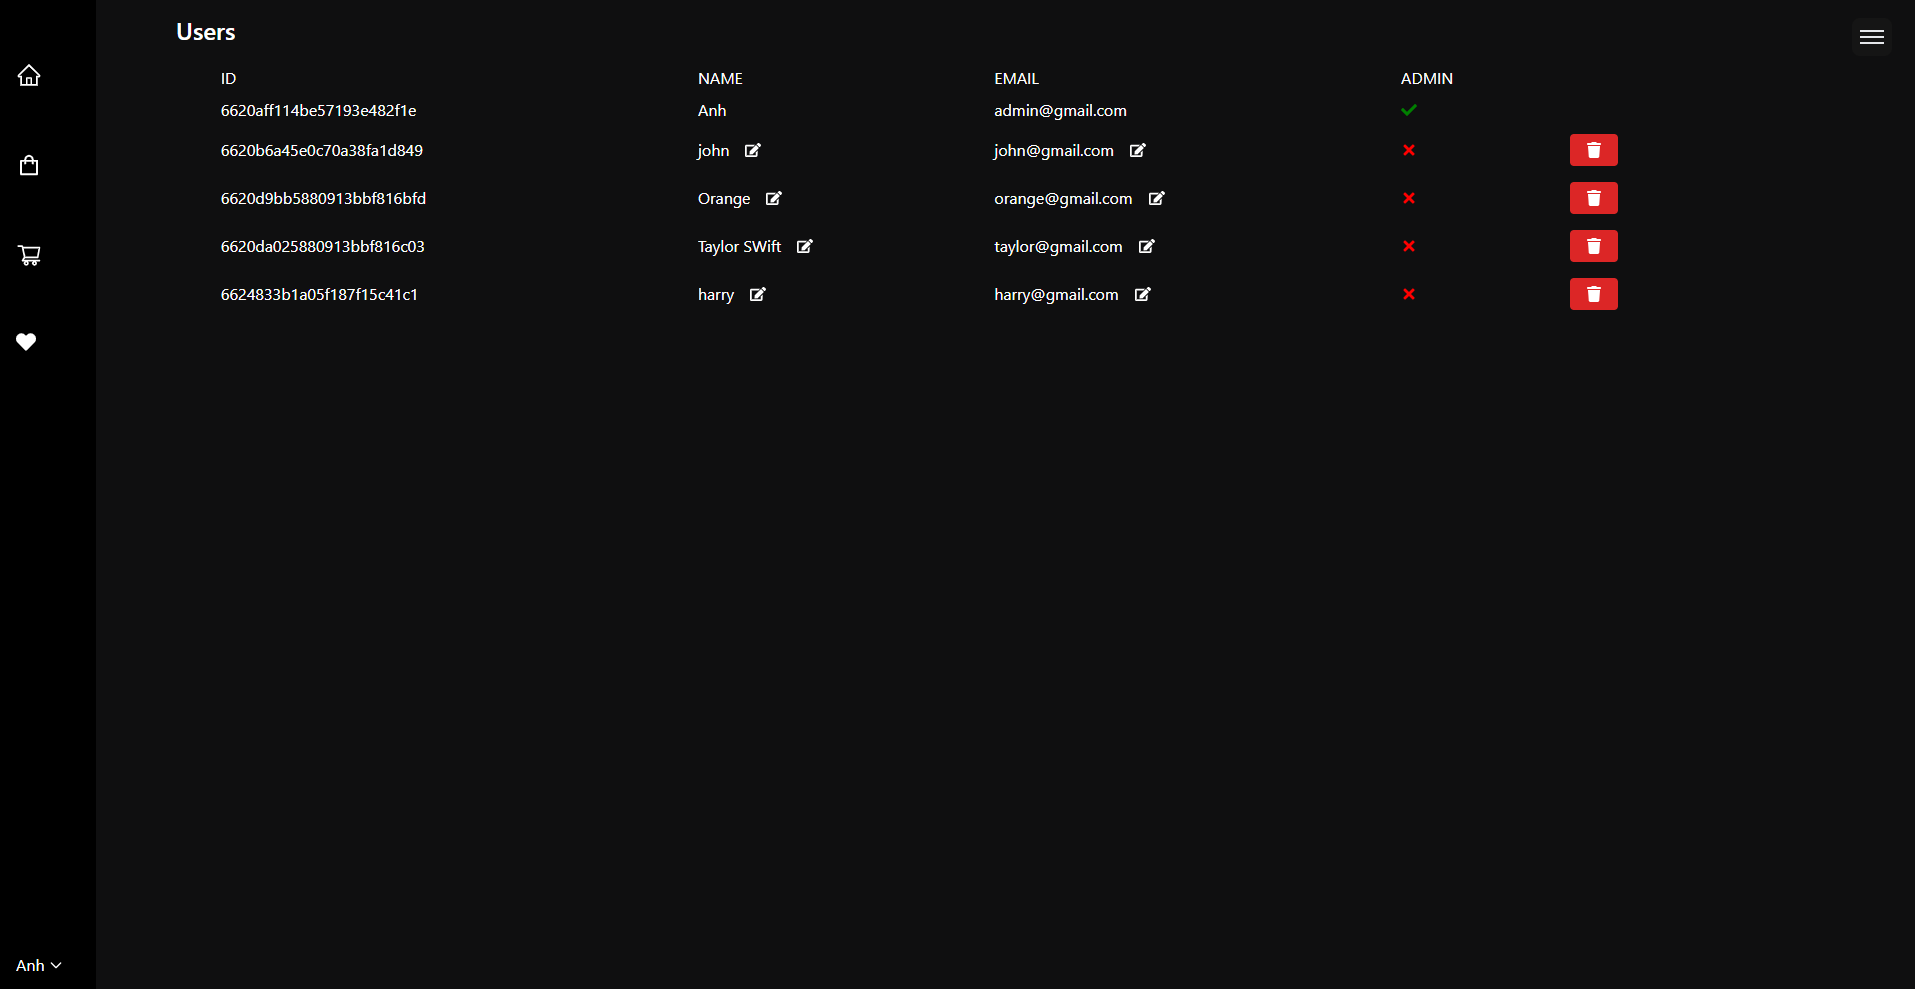 Users
ID NAME EMAIL ADMIN
6620aff114be57193e482f1e Anh admin@gmail.com
6620b6a45e0c70a38fa1d849 john john@gmail.com
6620d9bb5880913bbf816bfd Orange orange@gmail.com
6620da025880913bbf816c03 Taylor SWift taylor@gmail.com
6624833b1a05f187f15c41c1 harry harry@gmail.com
Anh